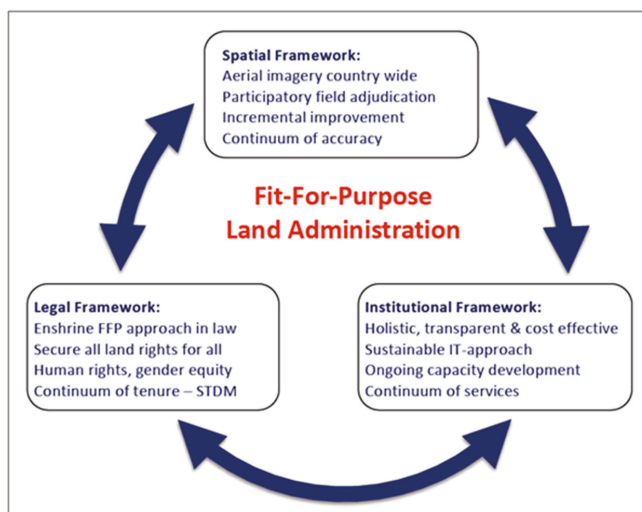 Spatial Framework:
Aerial imagery country wide
Participatory field adjudication
Incremental improvement
Continuum of accuracy
Fit-For-Purpose
Land Administration
Legal Framework:
Enshrine FFP approach in law
Secure all land rights for all
Human rights, gender equity
Continuum of tenure – STDM
Institutional Framework:
Holistic, transparent & cost effective
Sustainable IT-approach
Ongoing capacity development
Continuum of services